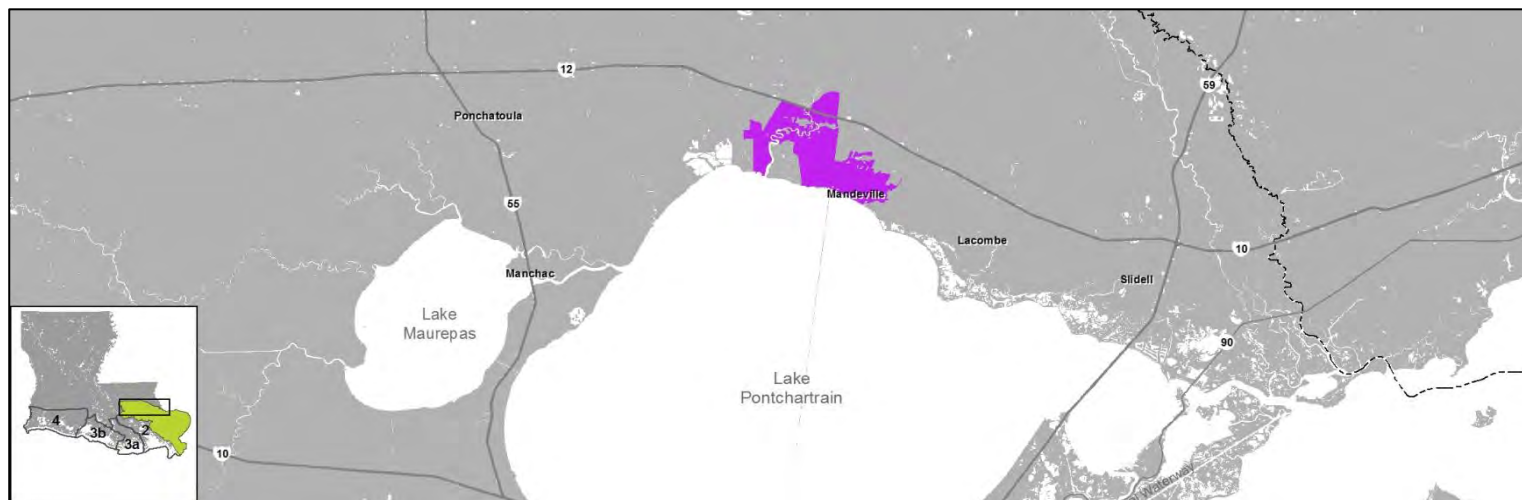 12
59
Ponchatoula
55
Mandeville
Lacombe
10
Manchac
Slidell
Lake
Maurepas
90
Lake
Pontchartrain
4
3b
3a
2
10
Waterway